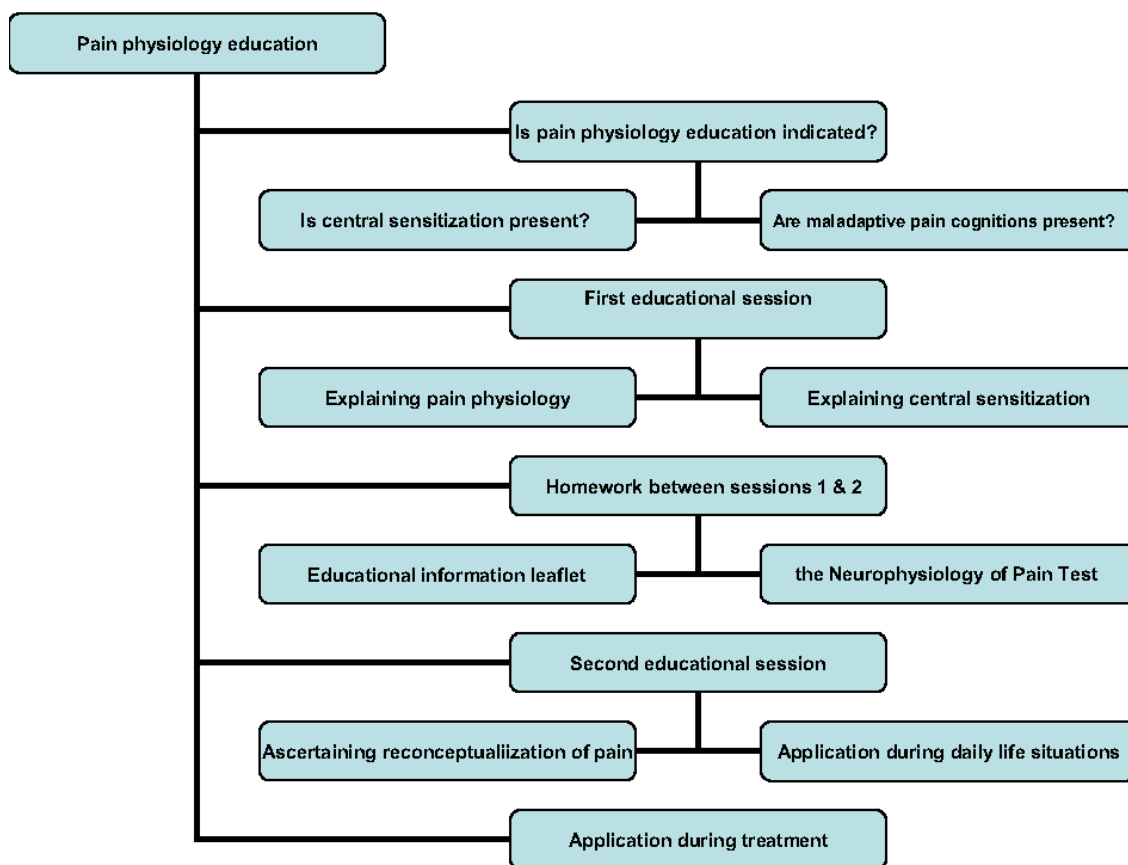 Pain physiology education
Is pain physiology education indicated?
Is central sensitization present?
Are maladaptive pain cognitions present?
First educational session
Explaining pain physiology
Explaining central sensitization
Homework between sessions 1 & 2
Educational information leaflet
the Neurophysiology of Pain Test
Second educational session
Ascertaining reconceptualiization of pain
Application during daily life situations
Application during treatment